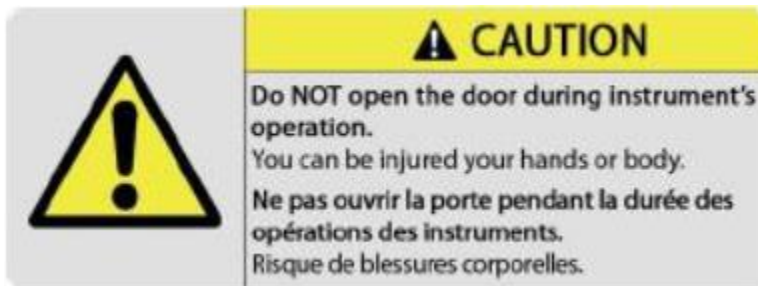 CAUTION
Do NOT open the door during instrument's
operation.
You can be injured your hands or body.
Ne pas ouvrir la porte pendant la durée des
opérations des instruments.
Risque de blessures corporelles.